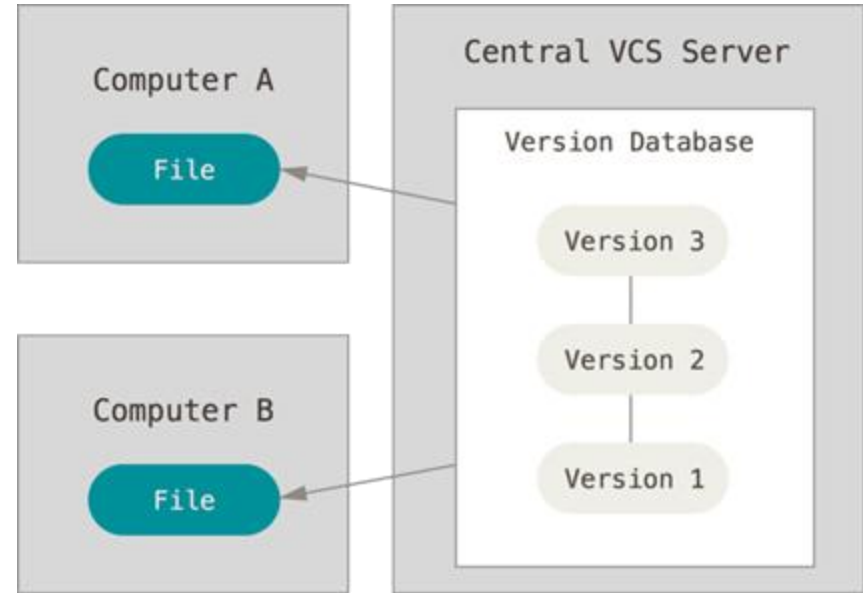 Computer A
File
Computer B
File
Central VCS Server
Version Database
Version 3
Version 2
Version 1